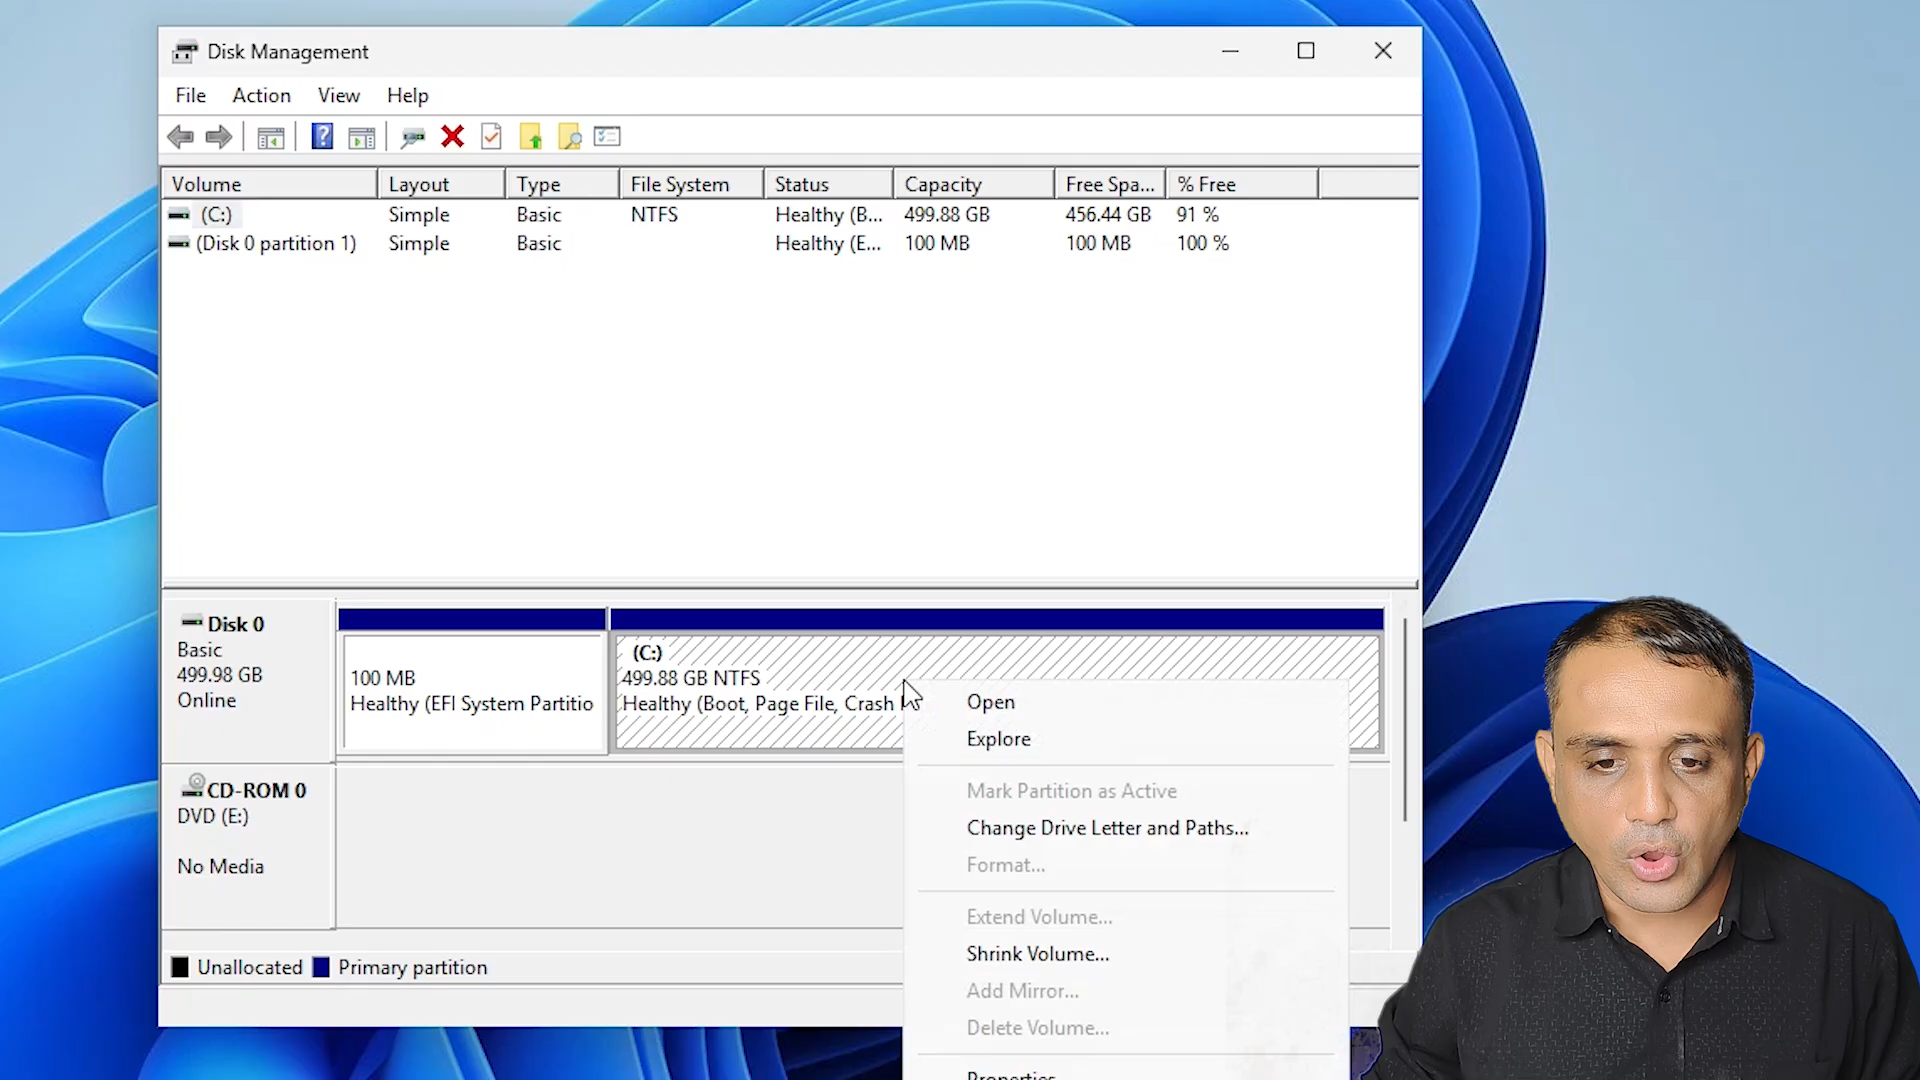 Disk Management
File Action View Help
Volume Layout Type File System Status Capacity Free Spa... % Free
(C:) Simple Basic NTFS Healthy (B... 499.88 GB 456.44 GB 91 %
(Disk 0 partition 1) Simple Basic Healthy (E... 100 MB 100 MB 100 %
Disk 0
Basic
499.98 GB
Online
100 MB
Healthy (EFI System Partitio
(C:)
499.88 GB NTFS
Healthy (Boot, Page File, Crash
Open
Explore
Mark Partition as Active
Change Drive Letter and Paths...
Format...
Extend Volume...
Shrink Volume...
Add Mirror...
Delete Volume...
Properties
CD-ROM 0
DVD (E:)
No Media
Unallocated Primary partition